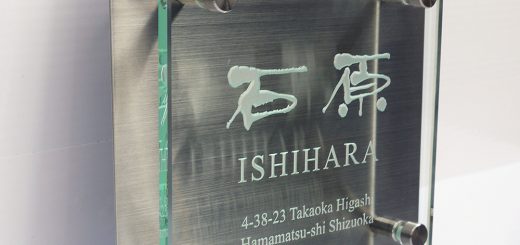 石原
ISHIHARA
4-38-23 Takaoka Higashi
Hamamatsu-shi Shizuoka